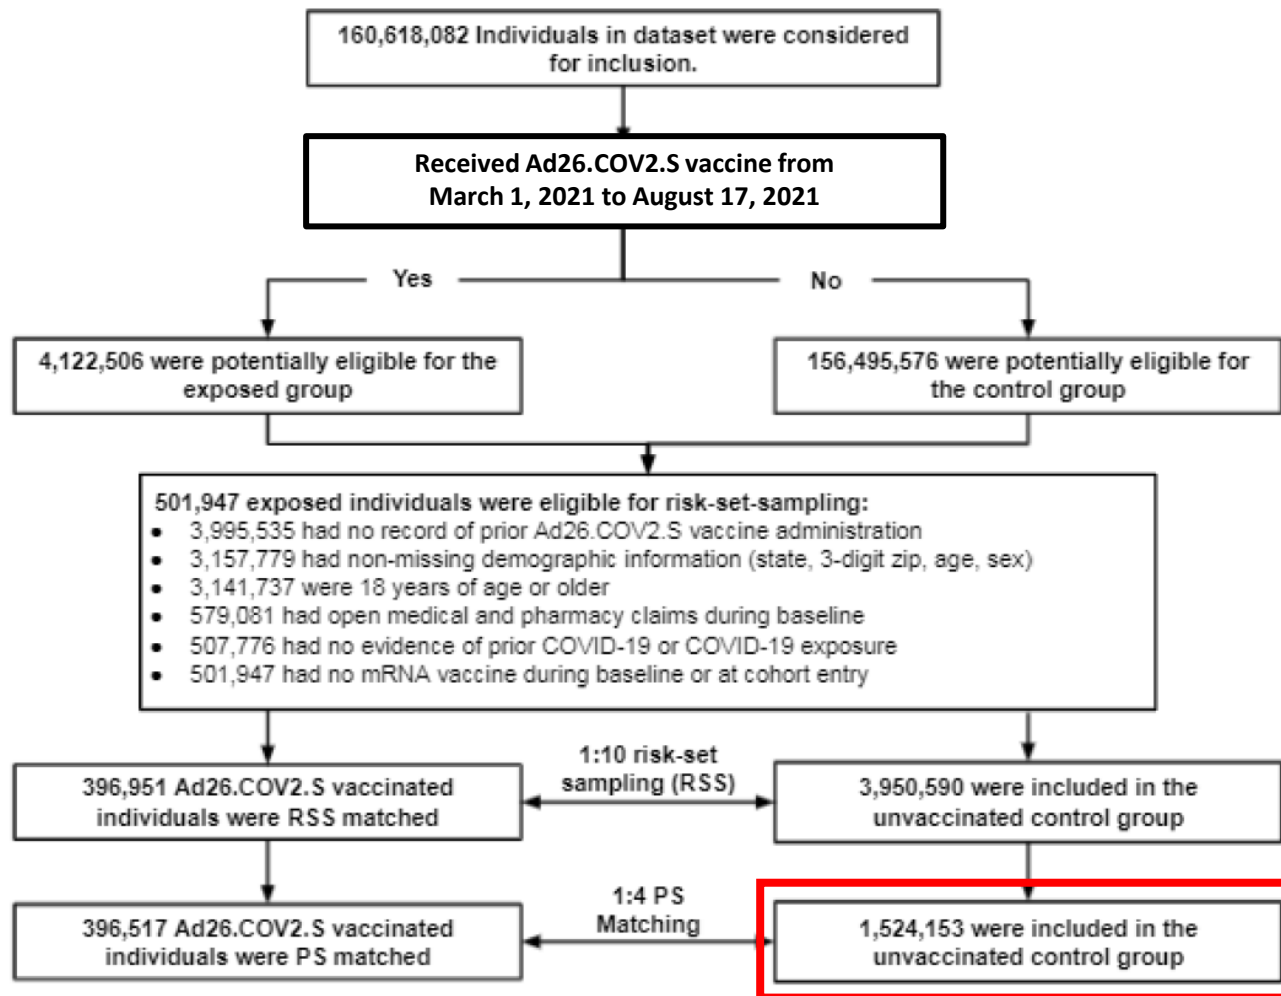 160,618,082 Individuals in dataset were considered
for inclusion.
Received Ad26.COV2.S vaccine from
March 1, 2021 to August 17, 2021
Yes
No
4,122,506 were potentially eligible for the
exposed group
156,495,576 were potentially eligible for
the control group
501,947 exposed individuals were eligible for risk-set-sampling:
• 3,995,535 had no record of prior Ad26.COV2.S vaccine administration
• 3,157,779 had non-missing demographic information (state, 3-digit zip, age, sex)
• 3,141,737 were 18 years of age or older
• 579,081 had open medical and pharmacy claims during baseline
• 507,776 had no evidence of prior COVID-19 or COVID-19 exposure
• 501,947 had no mRNA vaccine during baseline or at cohort entry
396,951 Ad26.COV2.S vaccinated
individuals were RSS matched
1:10 risk-set
sampling (RSS)
3,950,590 were included in the
unvaccinated control group
396,517 Ad26.COV2.S vaccinated
individuals were PS matched
1:4 PS
Matching
1,524,153 were included in the
unvaccinated control group